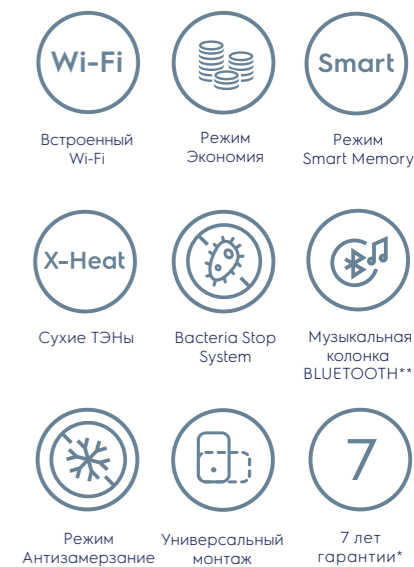 Wi-Fi
Smart
Встроенный
Wi-Fi
Режим
Экономия
Режим
Smart Memory
X-Heat
Сухие ТЭНы
Bacteria Stop
System
Музыкальная
колонка
BLUETOOTH**
7
Режим
Антизамерзание
Универсальный
монтаж
7 лет
гарантии*